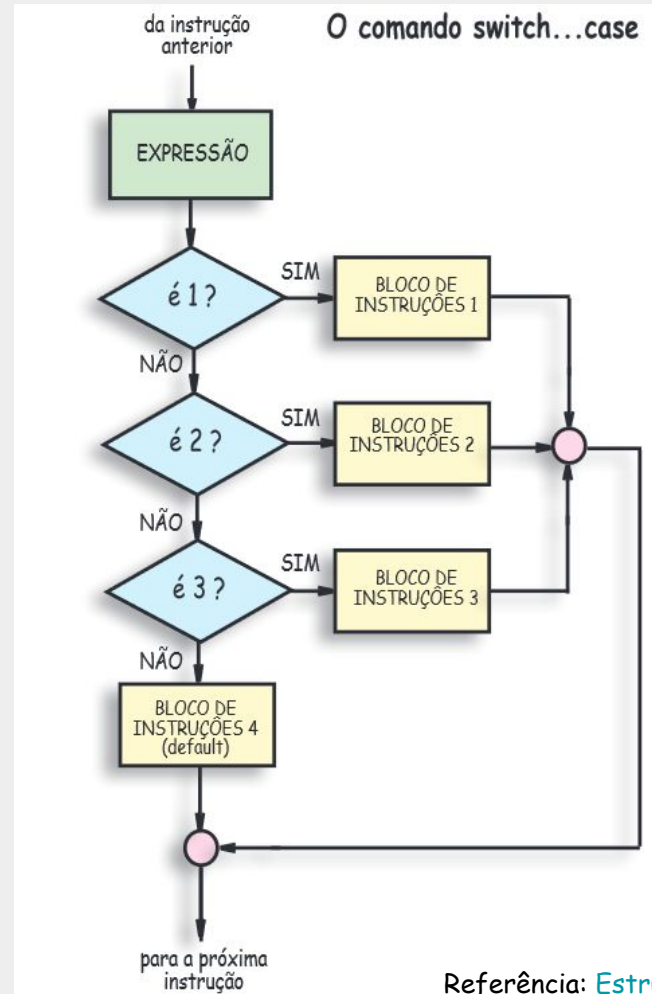 O comando switch...case
da instrução
anterior
EXPRESSÃO
é 1 ?
SIM
BLOCO DE
INSTRUÇÕES 1
NÃO
é 2 ?
SIM
BLOCO DE
INSTRUÇÕES 2
NÃO
é 3 ?
SIM
BLOCO DE
INSTRUÇÕES 3
NÃO
BLOCO DE
INSTRUÇÕES 4
(default)
para a próxima
instrução
Referência: